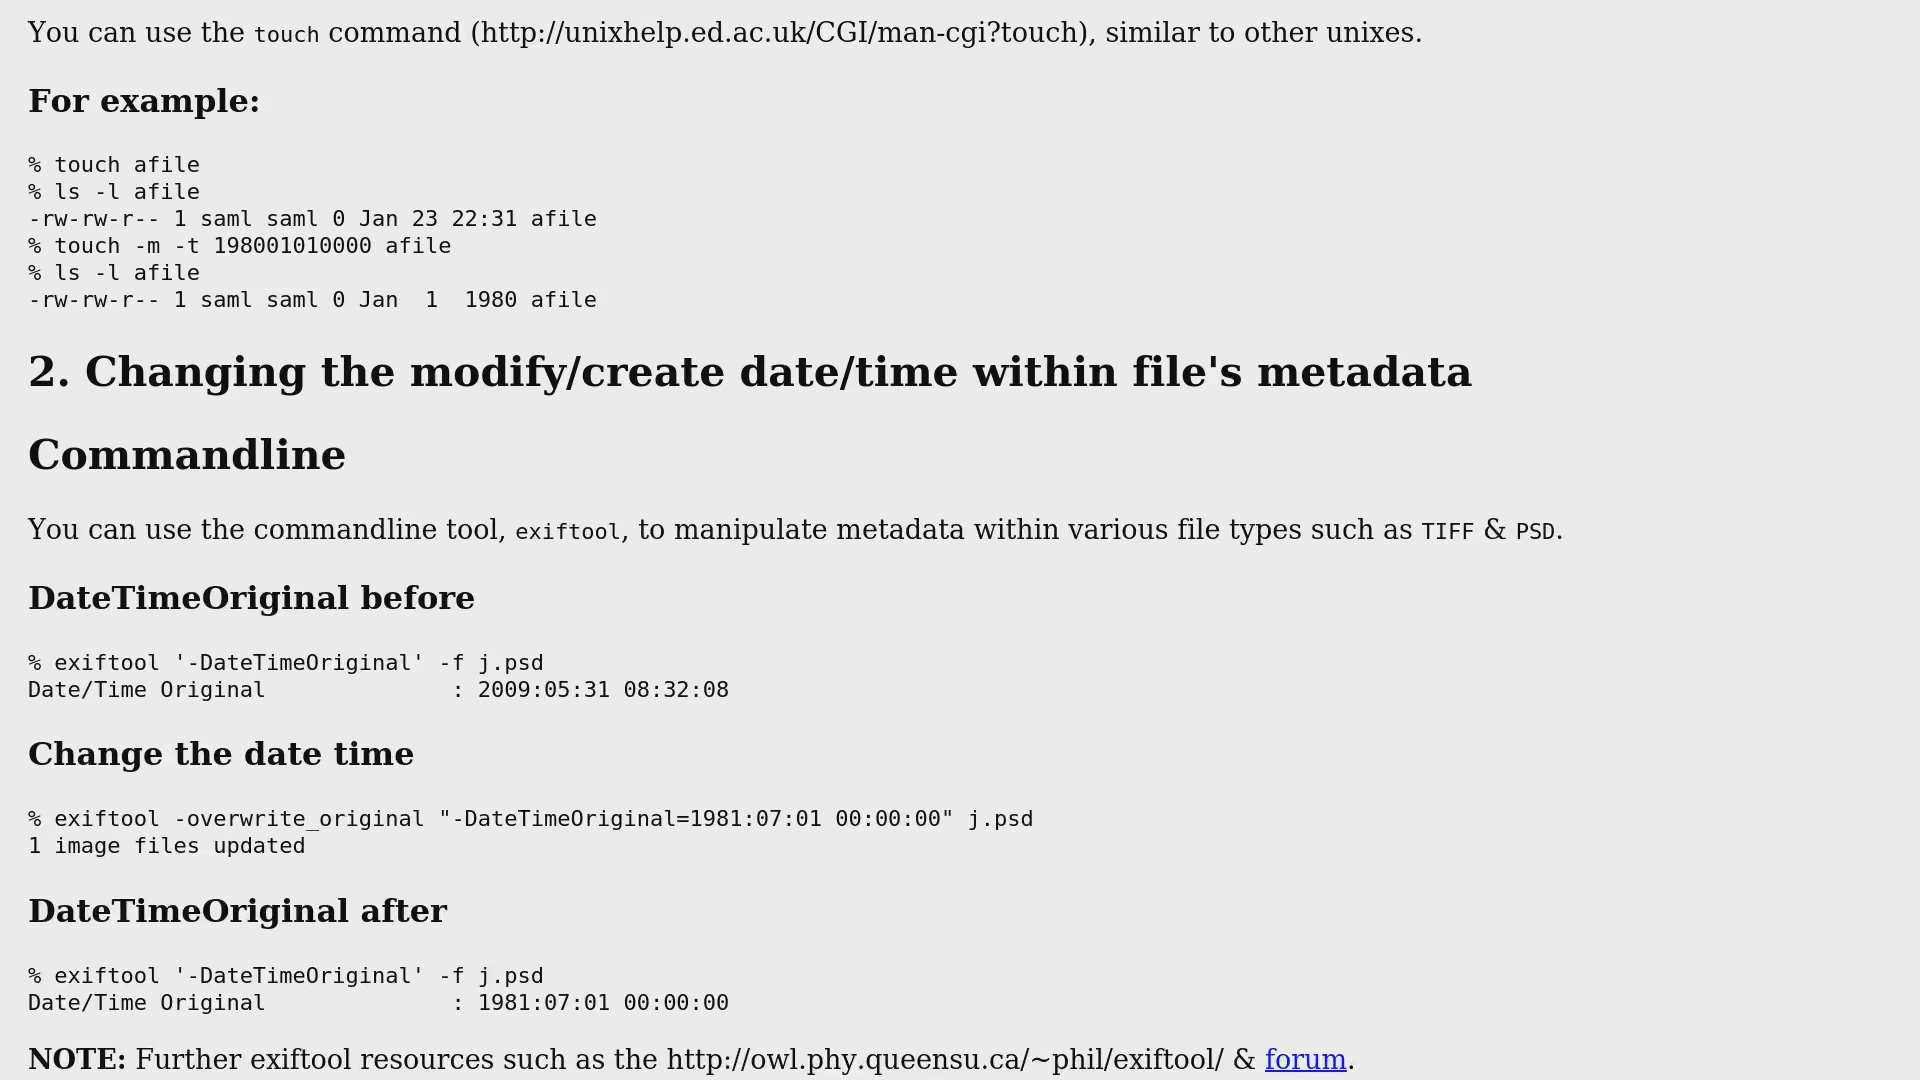 You can use the touch command (http://unixhelp.ed.ac.uk/CGI/man-cgi?touch), similar to other unixes.
For example:
% touch afile
% ls -l afile
-rw-rw-r-- 1 saml saml 0 Jan 23 22:31 afile
% touch -m -t 198001010000 afile
% ls -l afile
-rw-rw-r-- 1 saml saml 0 Jan  1  1980 afile
2. Changing the modify/create date/time within file's metadata
Commandline
You can use the commandline tool, exiftool, to manipulate metadata within various file types such as TIFF & PSD.
DateTimeOriginal before
% exiftool '-DateTimeOriginal' -f j.psd
Date/Time Original              : 2009:05:31 08:32:08
Change the date time
% exiftool -overwrite_original "-DateTimeOriginal=1981:07:01 00:00:00" j.psd
1 image files updated
DateTimeOriginal after
% exiftool '-DateTimeOriginal' -f j.psd
Date/Time Original              : 1981:07:01 00:00:00
NOTE: Further exiftool resources such as the http://owl.phy.queensu.ca/~phil/exiftool/ & forum.